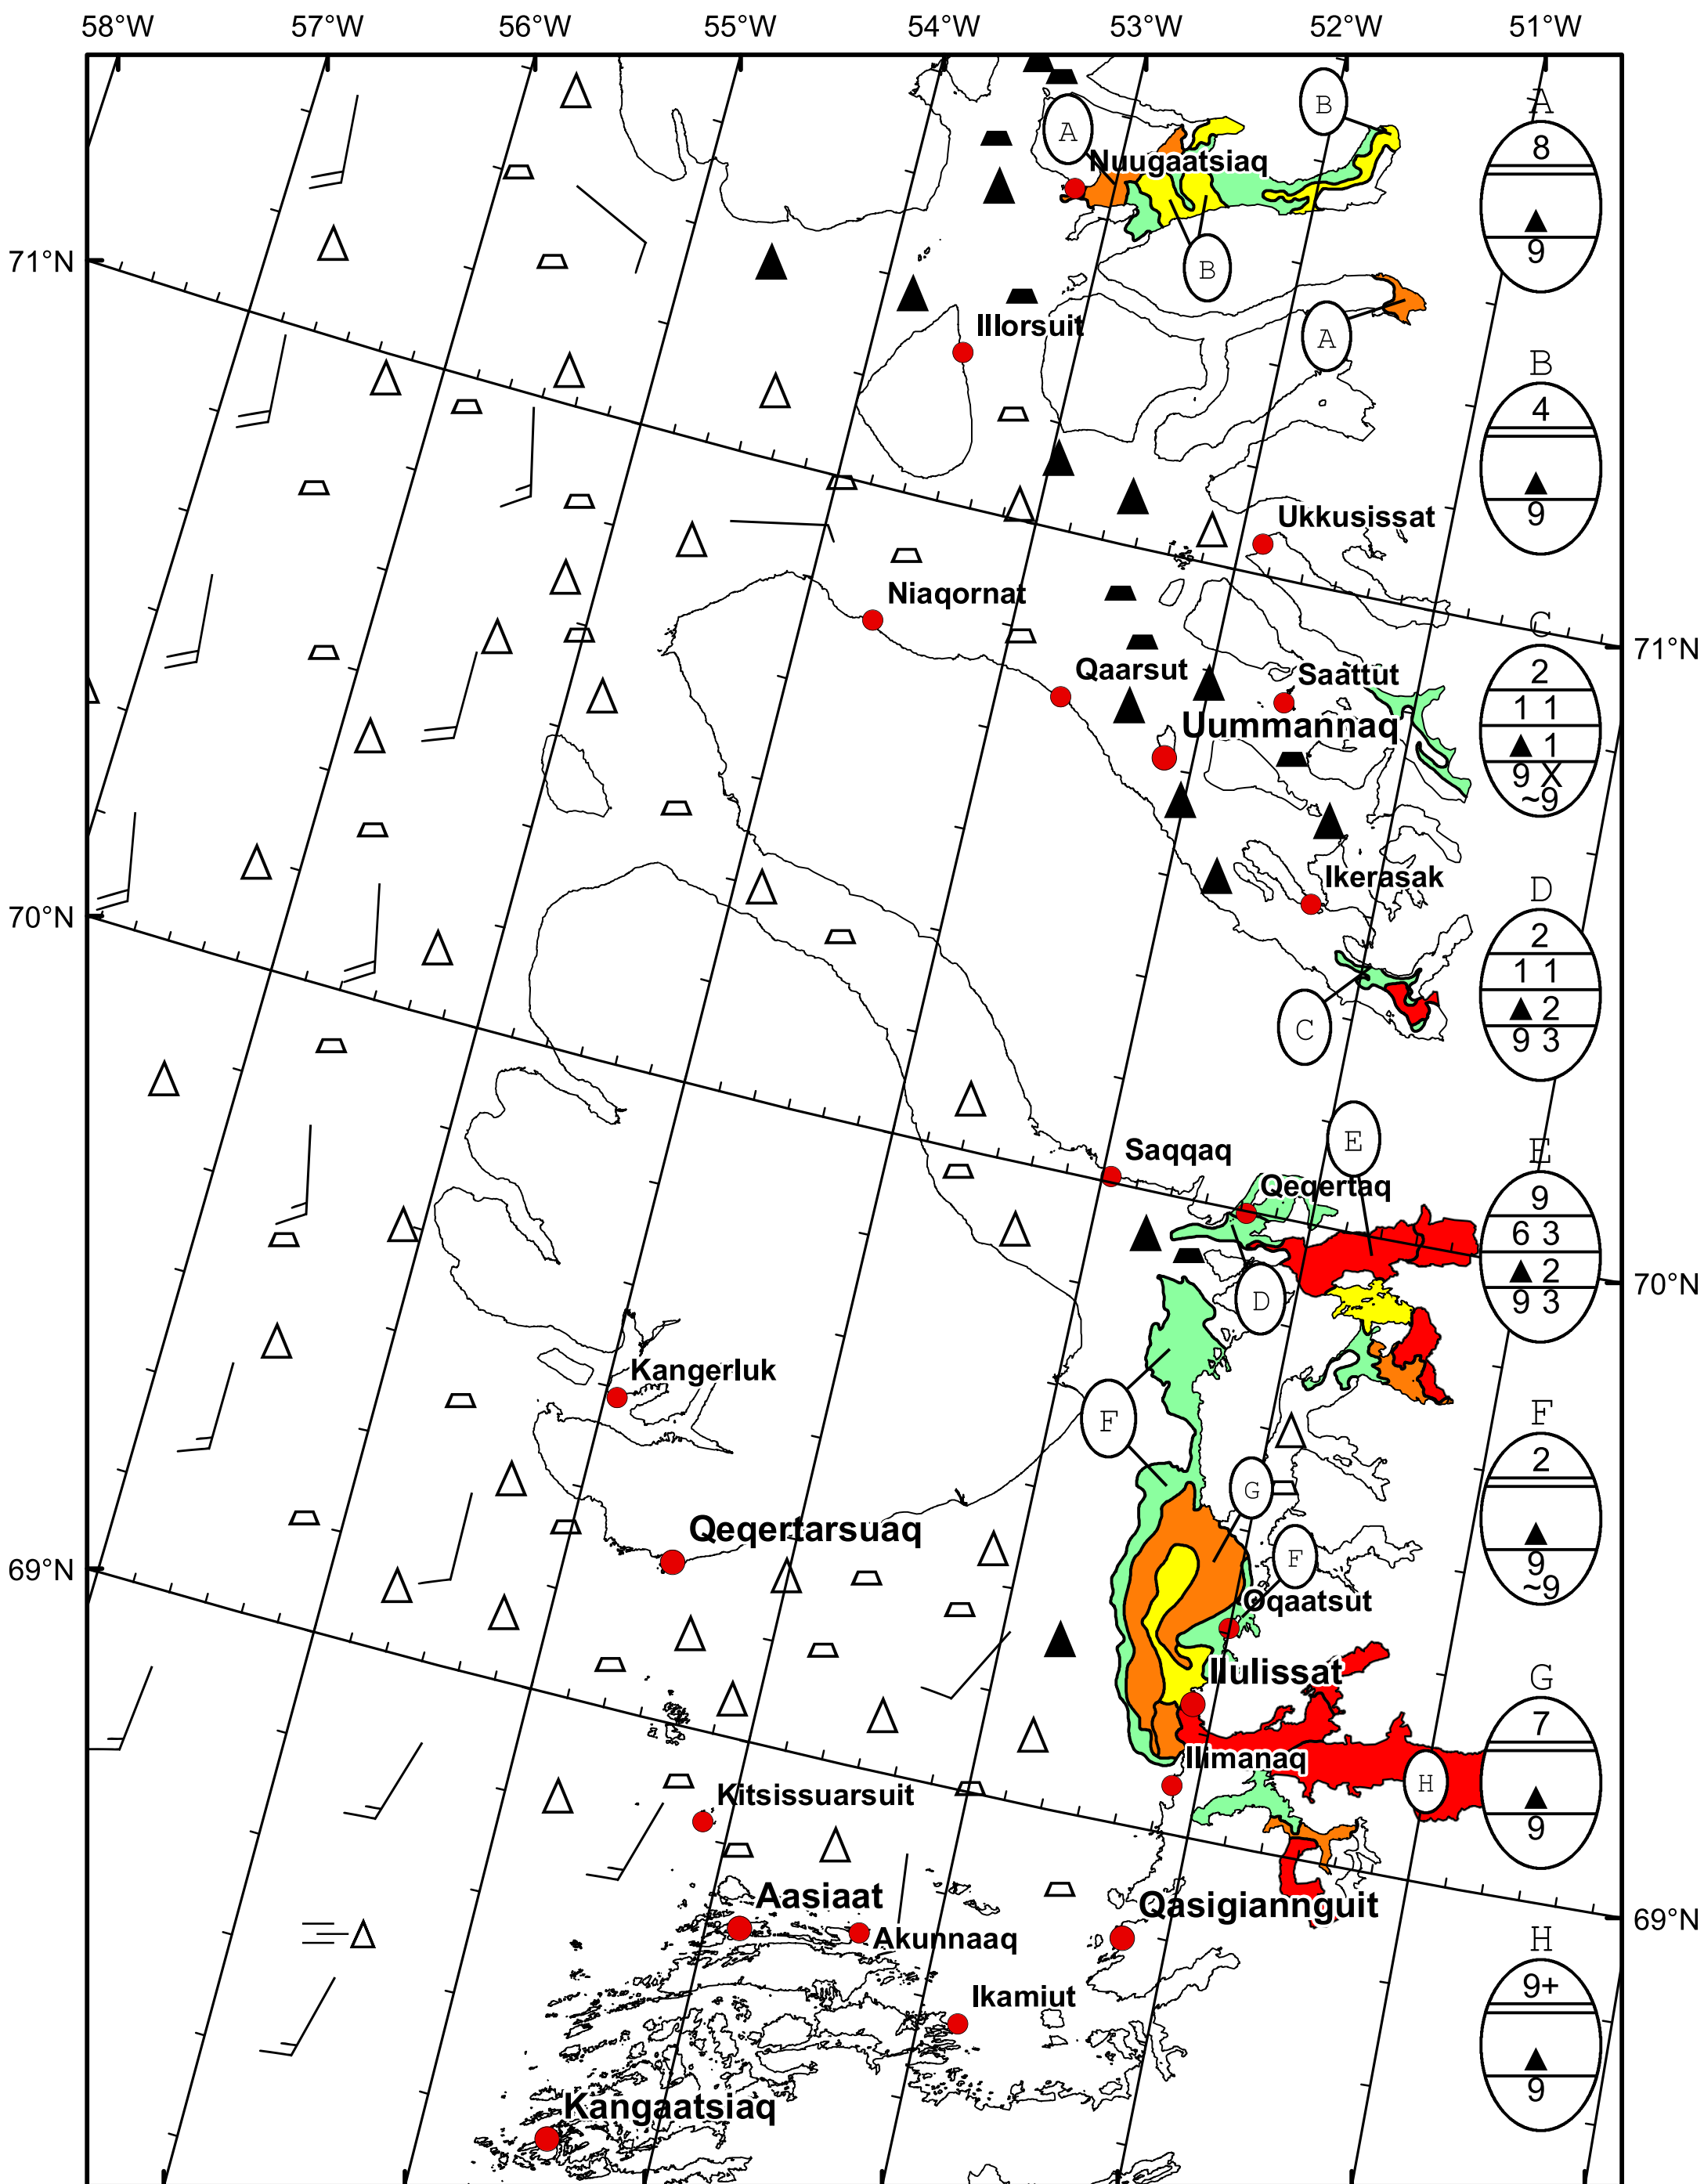 58°W 57°W 56°W 55°W 54°W 53°W 52°W 51°W
A
8
9
A
B
Nuugaatsiaq
B
71°N
A
Illorsuit
B
4
9
Ukkusissat
Niaqornat
C
2
1 1
1
9 X
~9
71°N
Qaarsut
Saattut
Uummannaq
Ikerasak
70°N
C
D
2
1 1
2
9 3
E
Saqqaq
Qeqertaq
E
9
6 3
2
9 3
D
70°N
Kangerluk
F
F
2
9
~9
G
Qeqertarsuaq
69°N
F
Oqaatsut
Ilulissat
G
7
9
Ilimanaq
H
Kitsissuarsuit
Aasiaat
Qasigiannguit
69°N
Akunnaaq
H
9+
9
Ikamiut
Kangaatsiaq